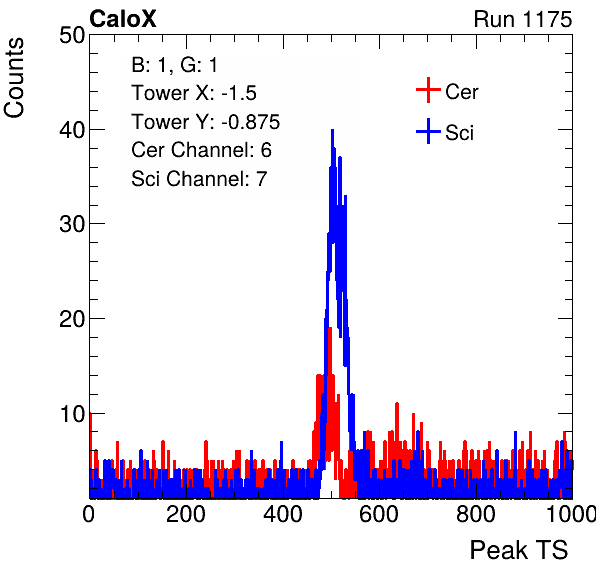 CaloX Run 1175
Counts
50
40
30
20
10
B: 1, G: 1
Tower X: -1.5
Tower Y: -0.875
Cer Channel: 6
Sci Channel: 7
Cer
Sci
0 200 400 600 800 1000
Peak TS